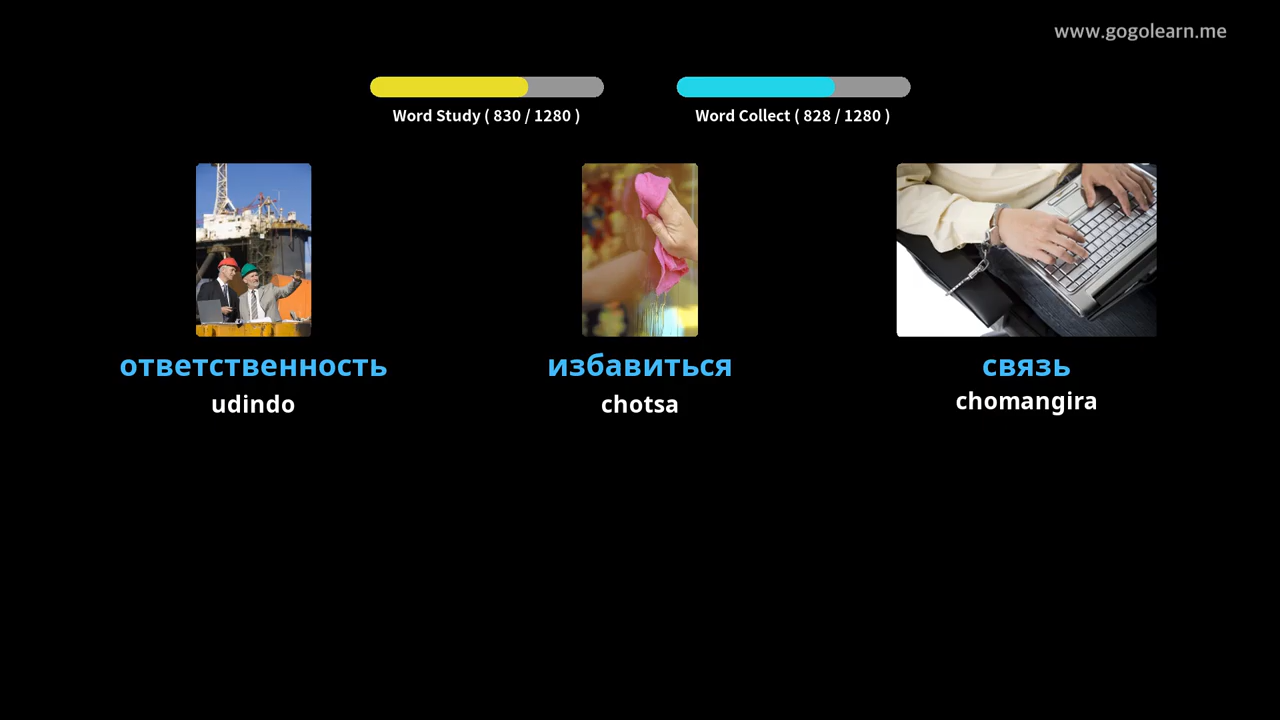 www.gogolearn.me
Word Study ( 830 / 1280 )
Word Collect ( 828 / 1280 )
ответственность
udindo
избавиться
chotsa
связь
chomangira